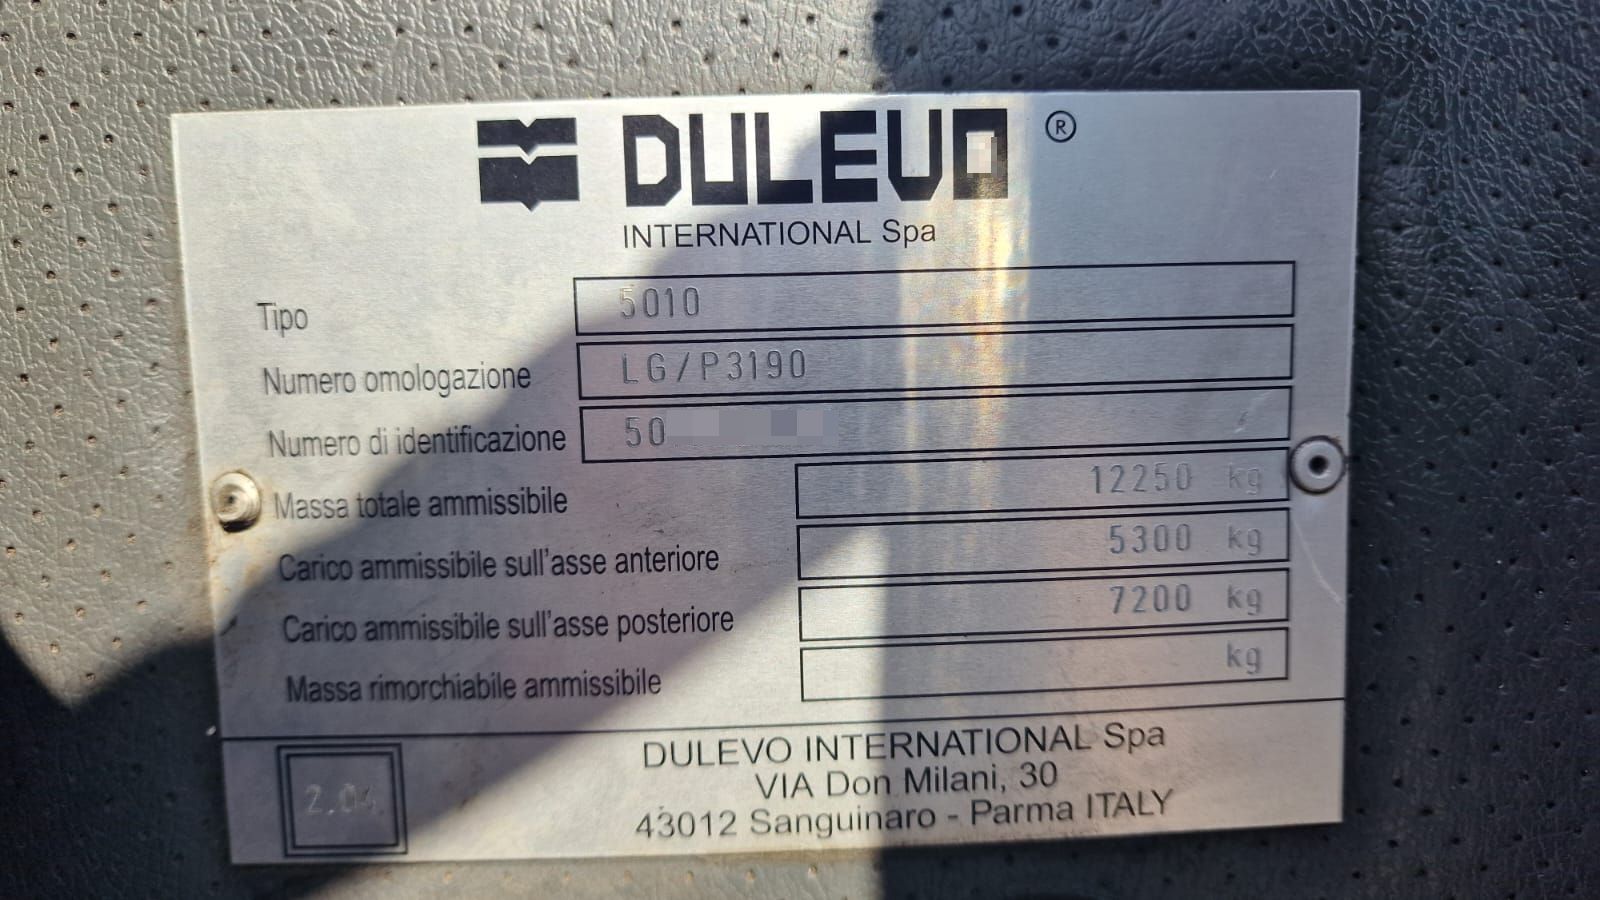 DULEVO ®
INTERNATIONAL Spa
Tipo 5010
Numero omologazione LG/P3190
Numero di identificazione 50
Massa totale ammissibile 12250 kg
Carico ammissibile sull'asse anteriore 5300 kg
Carico ammissibile sull'asse posteriore 7200 kg
Massa rimorchiabile ammissibile kg
2.04
DULEVO INTERNATIONAL Spa
VIA Don Milani, 30
43012 Sanguinaro - Parma ITALY